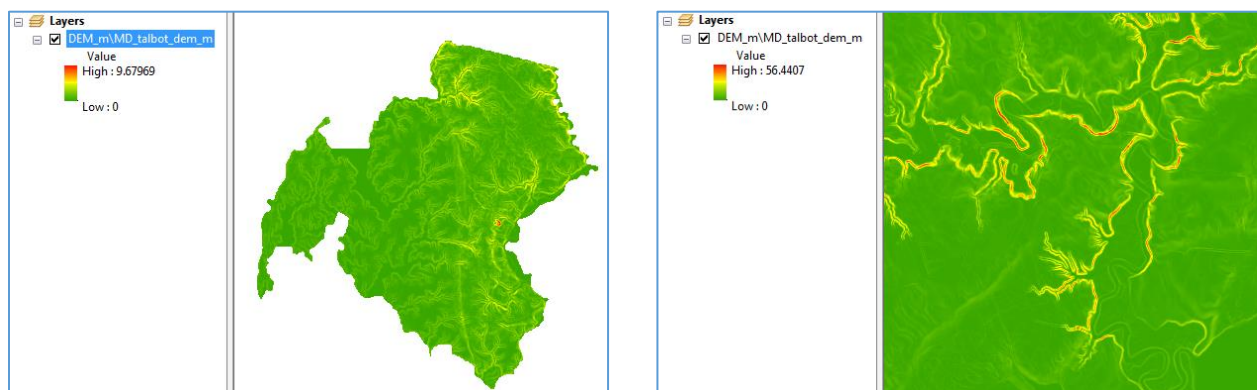 Layers
DEM_m\MD_talbot_dem_m
Value
High : 9.67969
Low : 0
Layers
DEM_m\MD_talbot_dem_m
Value
High : 56.4407
Low : 0